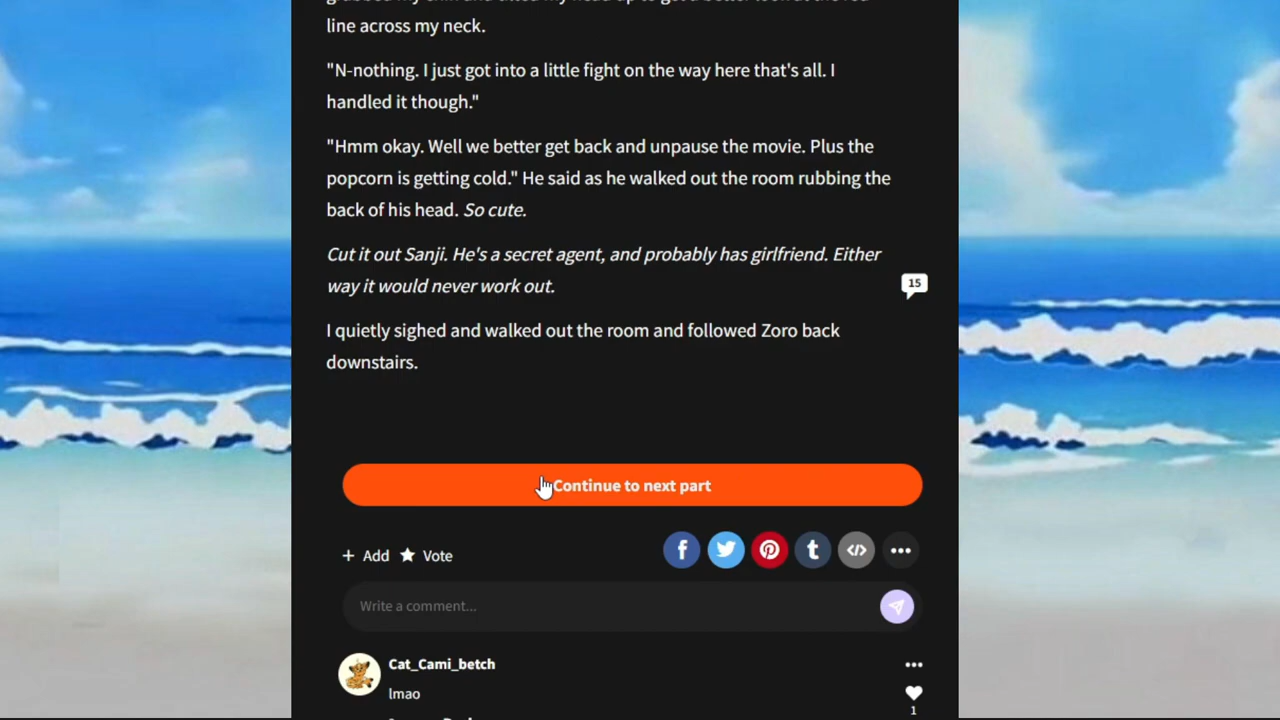 line across my neck.
"N-nothing. I just got into a little fight on the way here that's all. I
handled it though."
"Hmm okay. Well we better get back and unpause the movie. Plus the
popcorn is getting cold." He said as he walked out the room rubbing the
back of his head. So cute.
Cut it out Sanji. He's a secret agent, and probably has girlfriend. Either
way it would never work out.
15
I quietly sighed and walked out the room and followed Zoro back
downstairs.
Continue to next part
+ Add ★ Vote
Write a comment...
Cat_Cami_betch
lmao
1